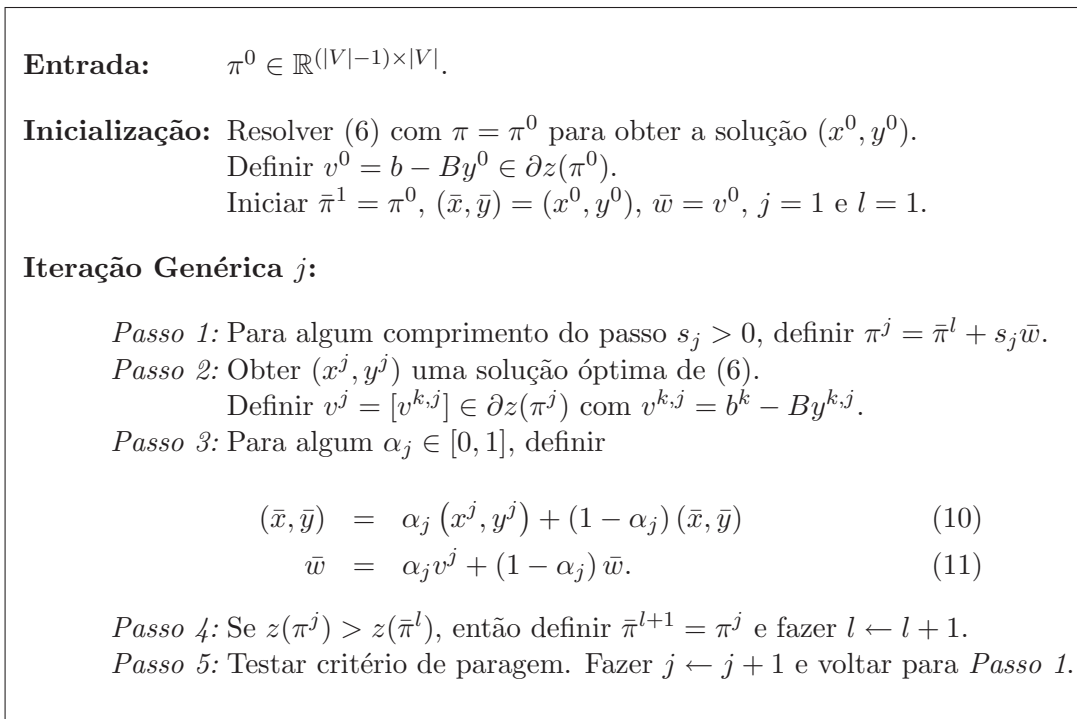 Entrada: π⁰ ∈ ℝ^{(|V|−1)×|V|}.
Inicialização: Resolver (6) com π = π⁰ para obter a solução (x⁰, y⁰).
Definir v⁰ = b − By⁰ ∈ ∂z(π⁰).
Iniciar π̄¹ = π⁰, (x̄, ȳ) = (x⁰, y⁰), w̄ = v⁰, j = 1 e l = 1.
Iteração Genérica j:
Passo 1: Para algum comprimento do passo s_j > 0, definir π^j = π̄^l + s_j w̄.
Passo 2: Obter (x^j, y^j) uma solução óptima de (6).
Definir v^j = [v^{k,j}] ∈ ∂z(π^j) com v^{k,j} = b^k − By^{k,j}.
Passo 3: Para algum α_j ∈ [0, 1], definir
(x̄, ȳ) = α_j (x^j, y^j) + (1 − α_j) (x̄, ȳ) (10)
w̄ = α_j v^j + (1 − α_j) w̄. (11)
Passo 4: Se z(π^j) > z(π̄^l), então definir π̄^{l+1} = π^j e fazer l ← l + 1.
Passo 5: Testar critério de paragem. Fazer j ← j + 1 e voltar para Passo 1.